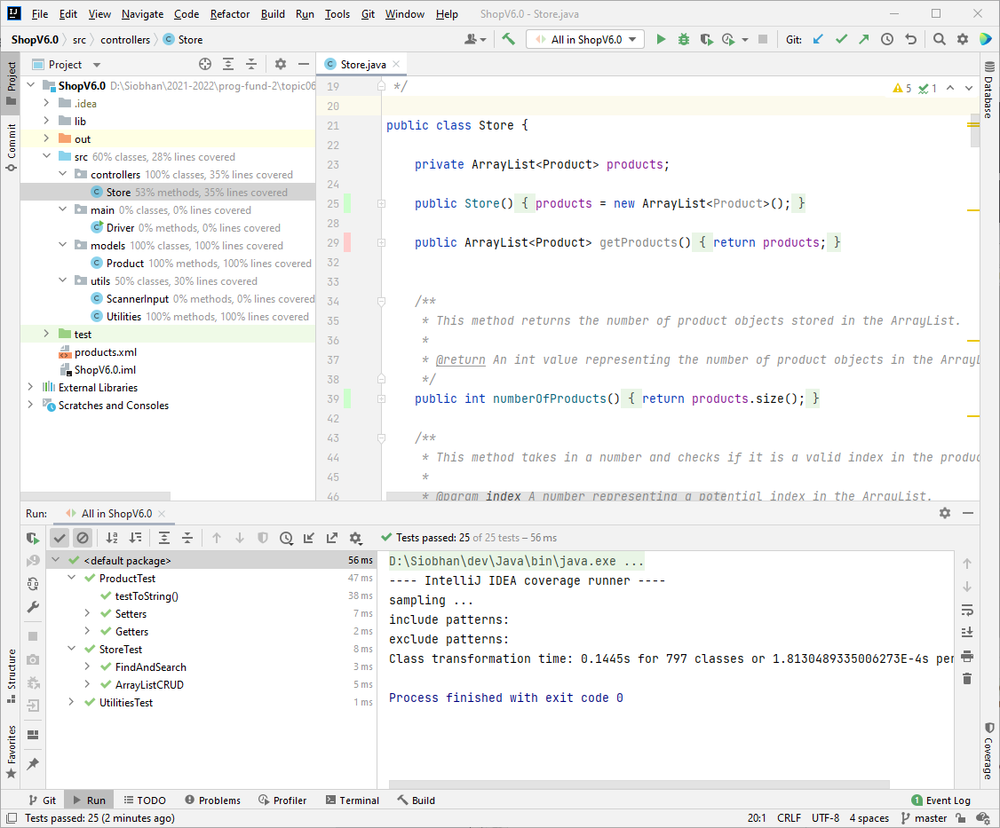 File Edit View Navigate Code Refactor Build Run Tools Git Window Help ShopV6.0 - Store.java
ShopV6.0 src controllers Store All in ShopV6.0 Git:
Project
Store.java
Project
Commit
Structure
Favorites
Database
Coverage
ShopV6.0 D:\Siobhan\2021-2022\prog-fund-2\topic06
.idea
lib
out
src 60% classes, 28% lines covered
controllers 100% classes, 35% lines covered
Store 53% methods, 35% lines covered
main 0% classes, 0% lines covered
Driver 0% methods, 0% lines covered
models 100% classes, 100% lines covered
Product 100% methods, 100% lines covered
utils 50% classes, 30% lines covered
ScannerInput 0% methods, 0% lines covered
Utilities 100% methods, 100% lines covered
test
products.xml
ShopV6.0.iml
External Libraries
Scratches and Consoles
5 1
19 */
20
21 public class Store {
22
23 private ArrayList<Product> products;
24
25 public Store() { products = new ArrayList<Product>(); }
28
29 public ArrayList<Product> getProducts() { return products; }
32
33
34 /**
35 * This method returns the number of product objects stored in the ArrayList.
36 *
37 * @return An int value representing the number of product objects in the ArrayL
38 */
39 public int numberOfProducts() { return products.size(); }
42
43 /**
44 * This method takes in a number and checks if it is a valid index in the produc
45 *
46 * @param index A number representing a potential index in the ArrayList.
Run: All in ShopV6.0
Tests passed: 25 of 25 tests – 56 ms
<default package> 56 ms
ProductTest 47 ms
testToString() 38 ms
Setters 7 ms
Getters 2 ms
StoreTest 8 ms
FindAndSearch 3 ms
ArrayListCRUD 5 ms
UtilitiesTest 1 ms
D:\Siobhan\dev\Java\bin\java.exe ...
---- IntelliJ IDEA coverage runner ----
sampling ...
include patterns:
exclude patterns:
Class transformation time: 0.1445s for 797 classes or 1.8130489335006273E-4s per
Process finished with exit code 0
Git Run TODO Problems Profiler Terminal Build 1 Event Log
Tests passed: 25 (2 minutes ago) 20:1 CRLF UTF-8 4 spaces master